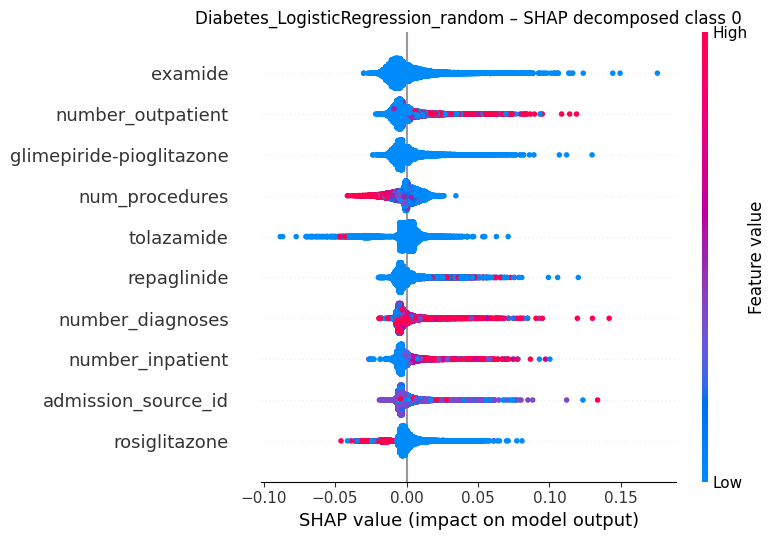 Diabetes_LogisticRegression_random – SHAP decomposed class 0
High
examide
number_outpatient
glimepiride-pioglitazone
num_procedures
tolazamide
repaglinide
number_diagnoses
number_inpatient
admission_source_id
rosiglitazone
Feature value
Low
−0.10 −0.05 0.00 0.05 0.10 0.15
SHAP value (impact on model output)